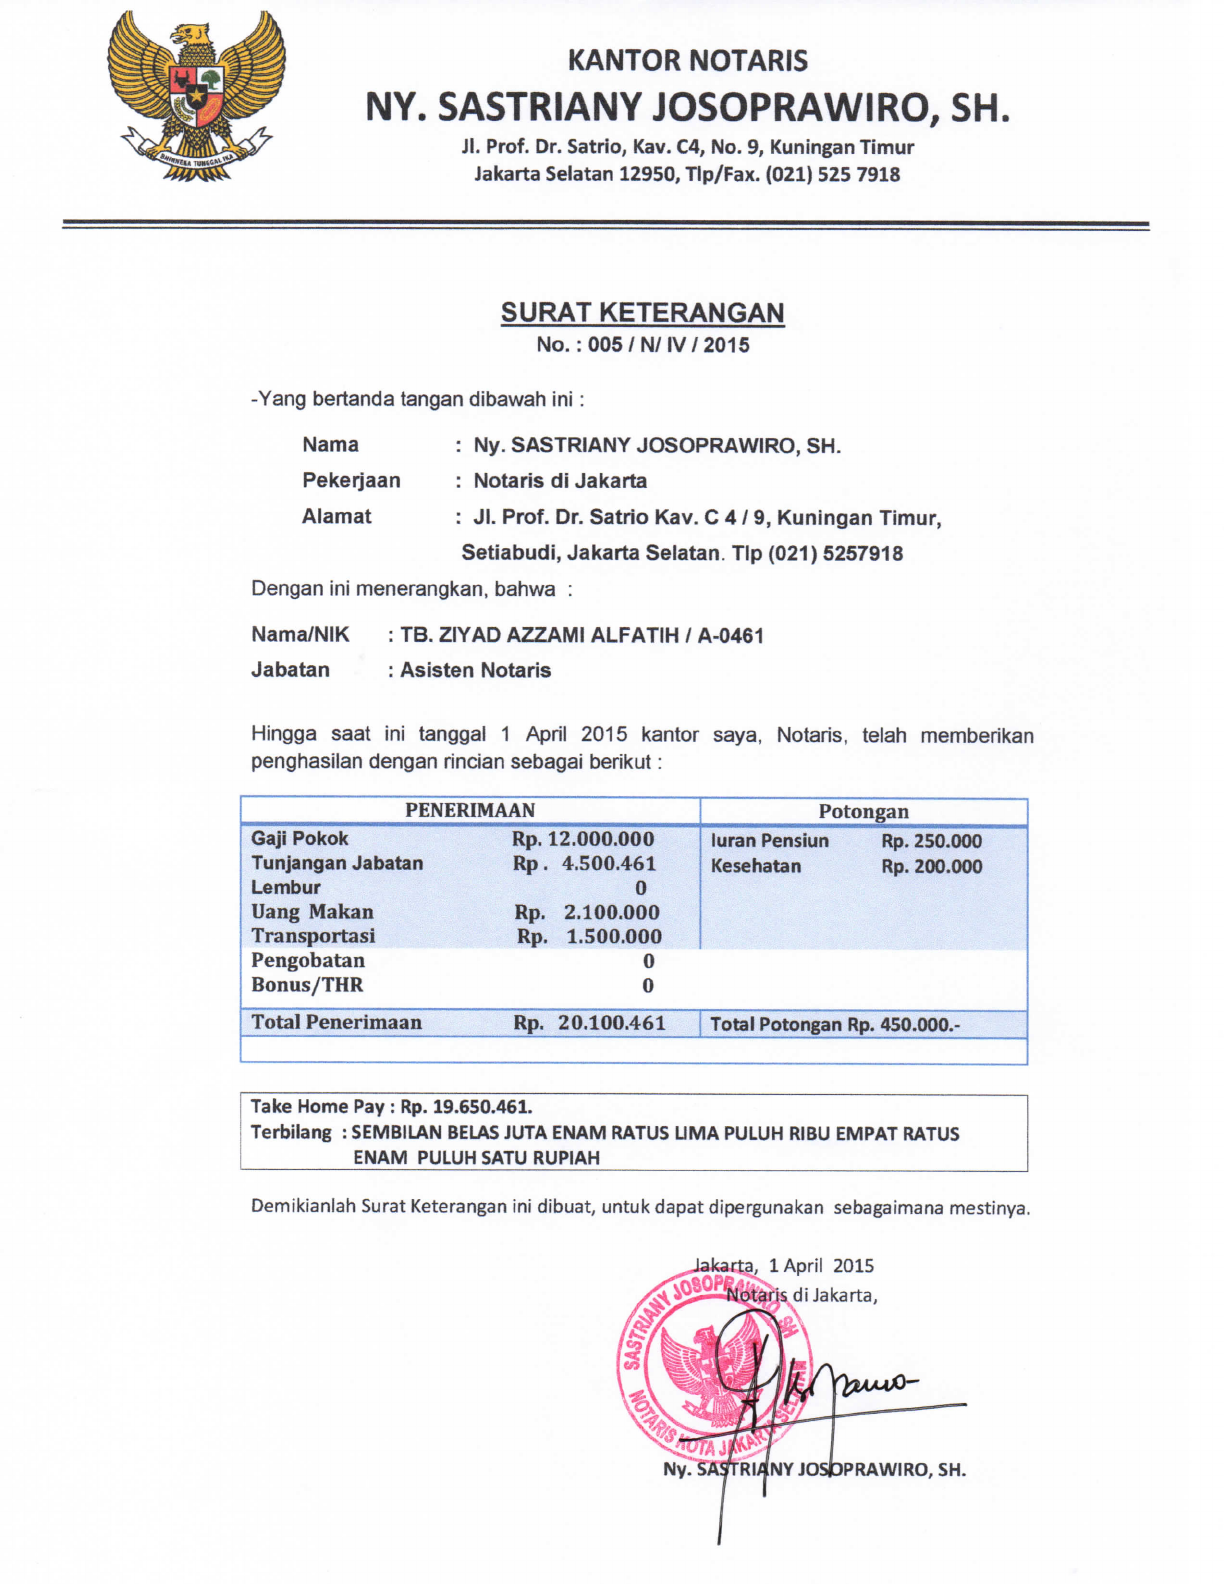 BHINNEKA TUNGGAL IKA
KANTOR NOTARIS
NY. SASTRIANY JOSOPRAWIRO, SH.
Jl. Prof. Dr. Satrio, Kav. C4, No. 9, Kuningan Timur
Jakarta Selatan 12950, Tlp/Fax. (021) 525 7918
SURAT KETERANGAN
No. : 005 / N/ IV / 2015
-Yang bertanda tangan dibawah ini :
Nama : Ny. SASTRIANY JOSOPRAWIRO, SH.
Pekerjaan : Notaris di Jakarta
Alamat : Jl. Prof. Dr. Satrio Kav. C 4 / 9, Kuningan Timur,
Setiabudi, Jakarta Selatan. Tlp (021) 5257918
Dengan ini menerangkan, bahwa :
Nama/NIK : TB. ZIYAD AZZAMI ALFATIH / A-0461
Jabatan : Asisten Notaris
Hingga saat ini tanggal 1 April 2015 kantor saya, Notaris, telah memberikan
penghasilan dengan rincian sebagai berikut :
PENERIMAAN Potongan
Gaji Pokok Rp. 12.000.000 Iuran Pensiun Rp. 250.000
Tunjangan Jabatan Rp . 4.500.461 Kesehatan Rp. 200.000
Lembur 0
Uang Makan Rp. 2.100.000
Transportasi Rp. 1.500.000
Pengobatan 0
Bonus/THR 0
Total Penerimaan Rp. 20.100.461 Total Potongan Rp. 450.000.-
Take Home Pay : Rp. 19.650.461.
Terbilang : SEMBILAN BELAS JUTA ENAM RATUS LIMA PULUH RIBU EMPAT RATUS
ENAM PULUH SATU RUPIAH
Demikianlah Surat Keterangan ini dibuat, untuk dapat dipergunakan sebagaimana mestinya.
Jakarta, 1 April 2015
Notaris di Jakarta,
SASTRIANY JOSOPRAWIRO, SH
NOTARIS KOTA JAKARTA SELATAN
Ny. SASTRIANY JOSOPRAWIRO, SH.